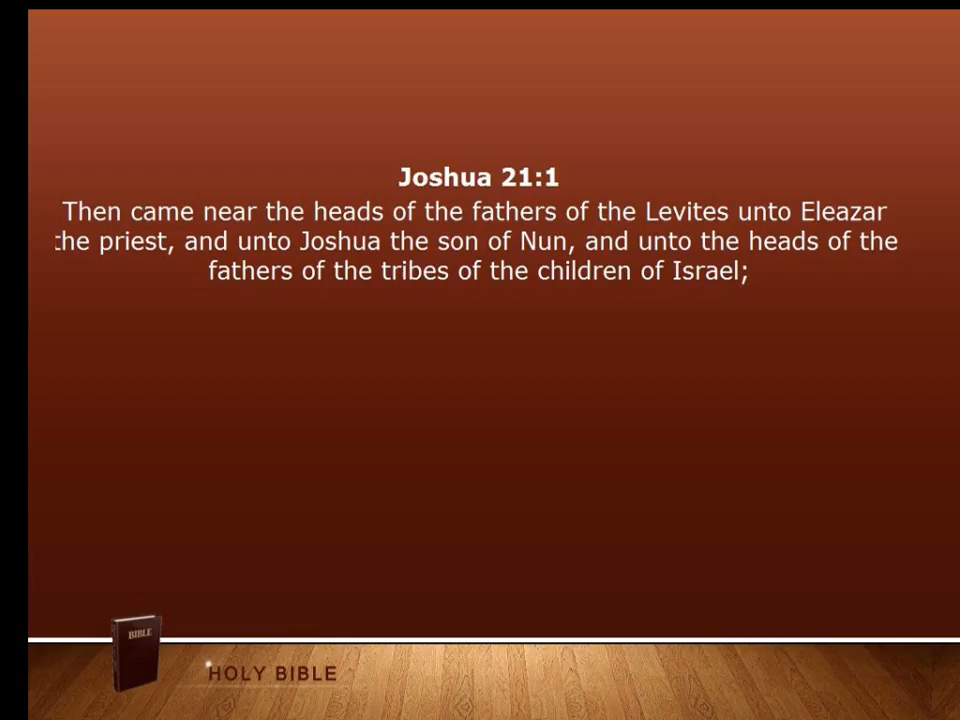 Joshua 21:1
Then came near the heads of the fathers of the Levites unto Eleazar
the priest, and unto Joshua the son of Nun, and unto the heads of the
fathers of the tribes of the children of Israel;
BIBLE
HOLY BIBLE